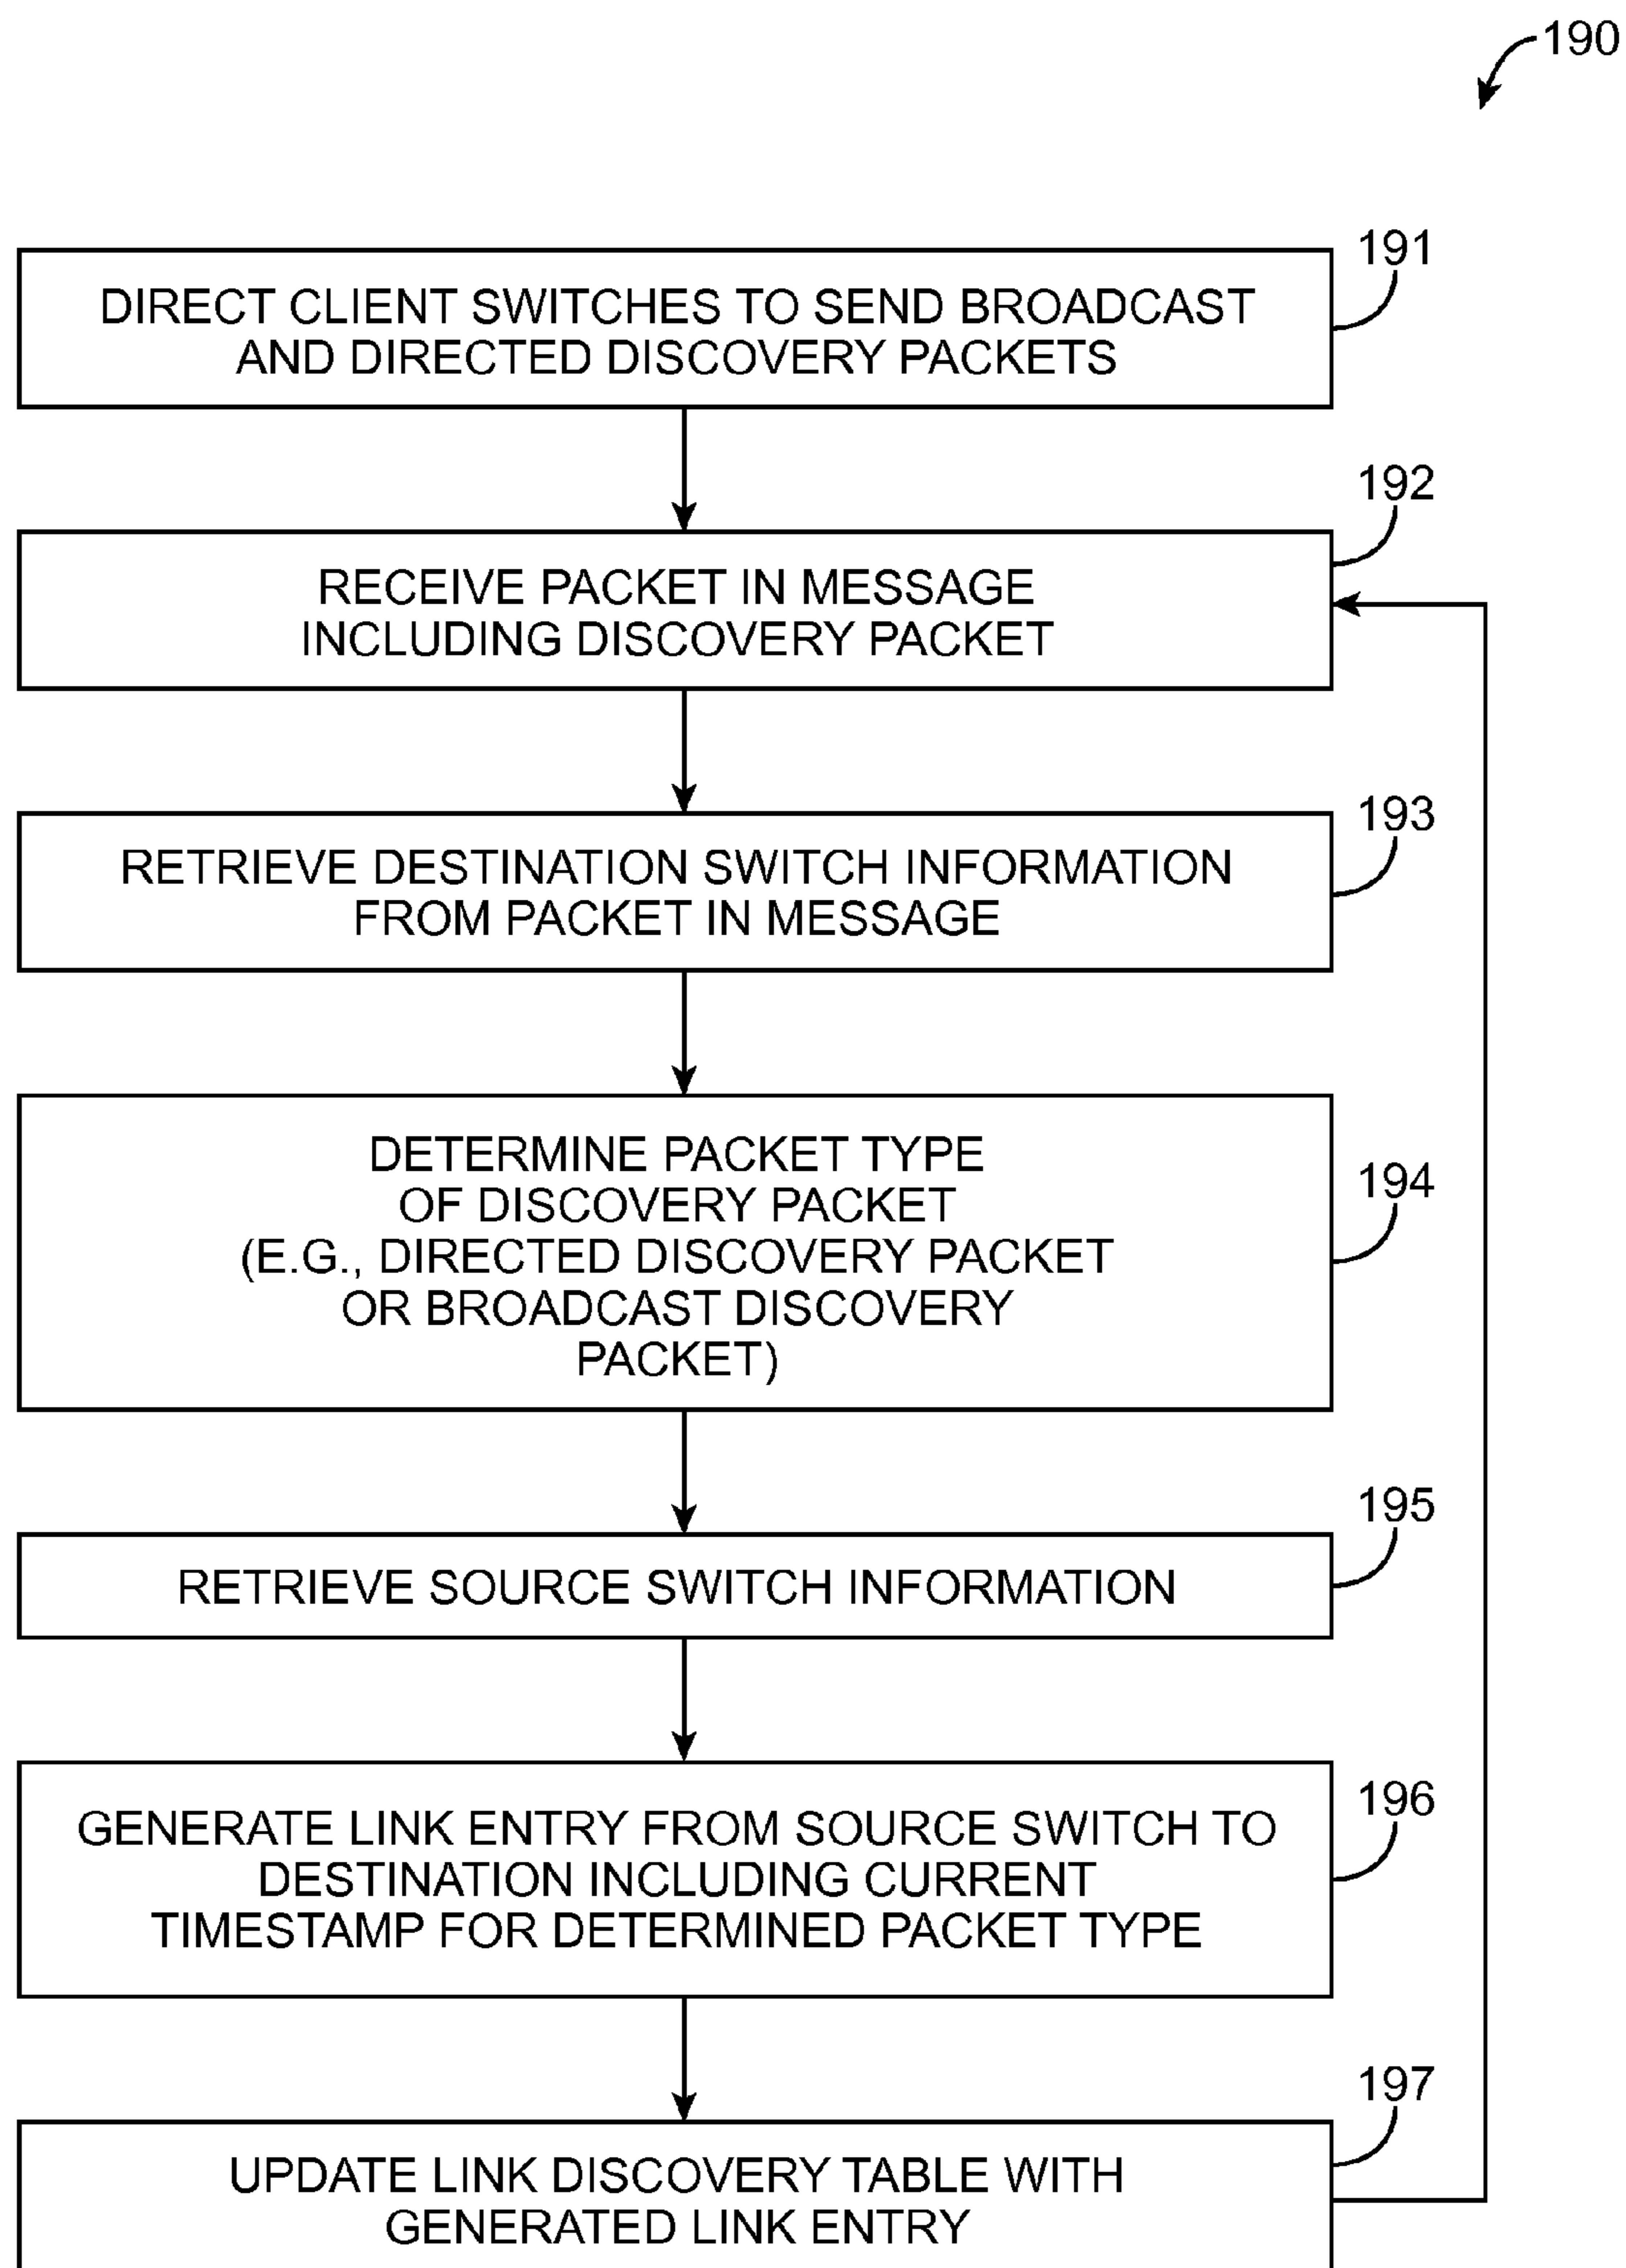 190
191
DIRECT CLIENT SWITCHES TO SEND BROADCAST
AND DIRECTED DISCOVERY PACKETS
192
RECEIVE PACKET IN MESSAGE
INCLUDING DISCOVERY PACKET
193
RETRIEVE DESTINATION SWITCH INFORMATION
FROM PACKET IN MESSAGE
194
DETERMINE PACKET TYPE
OF DISCOVERY PACKET
(E.G., DIRECTED DISCOVERY PACKET
OR BROADCAST DISCOVERY
PACKET)
195
RETRIEVE SOURCE SWITCH INFORMATION
196
GENERATE LINK ENTRY FROM SOURCE SWITCH TO
DESTINATION INCLUDING CURRENT
TIMESTAMP FOR DETERMINED PACKET TYPE
197
UPDATE LINK DISCOVERY TABLE WITH
GENERATED LINK ENTRY